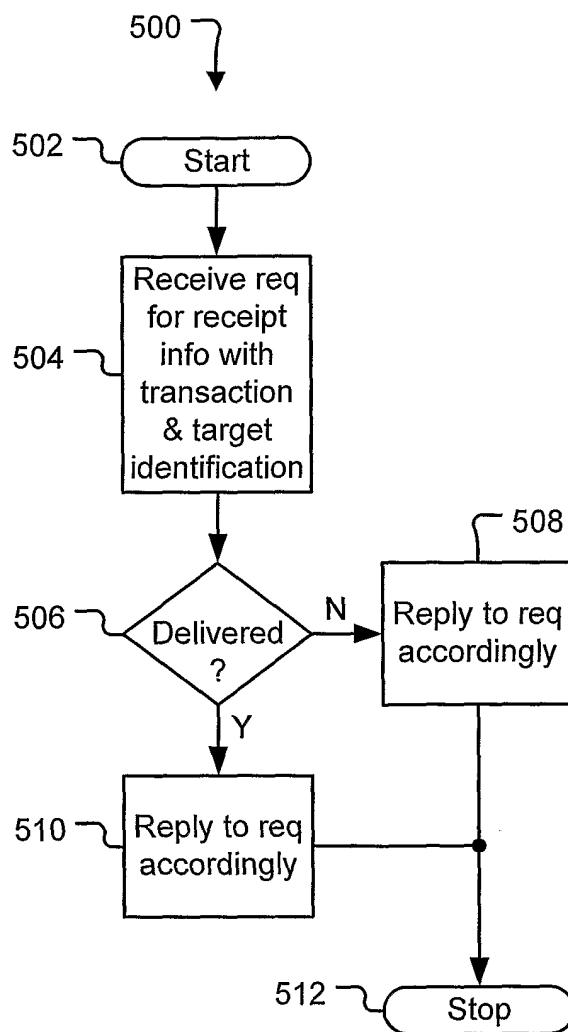 500
502
Start
504
Receive req
for receipt
info with
transaction
& target
identification
506
Delivered
?
N
508
Reply to req
accordingly
Y
510
Reply to req
accordingly
512
Stop